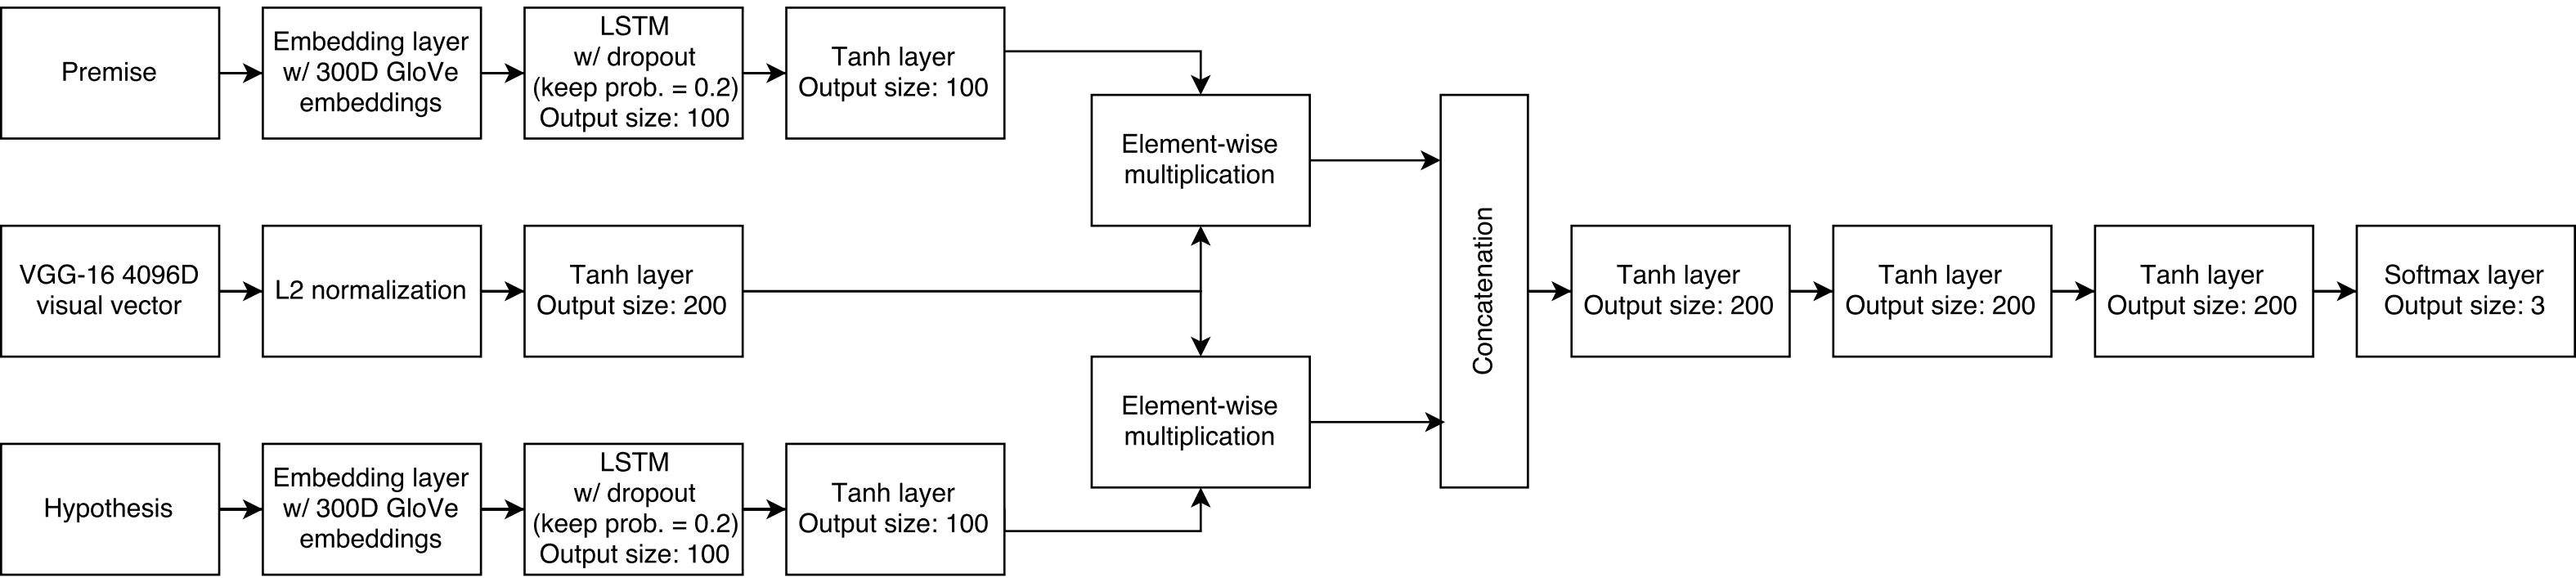 Premise
Embedding layer
w/ 300D GloVe
embeddings
LSTM
w/ dropout
(keep prob. = 0.2)
Output size: 100
Tanh layer
Output size: 100
Element-wise
multiplication
VGG-16 4096D
visual vector
L2 normalization
Tanh layer
Output size: 200
Hypothesis
Embedding layer
w/ 300D GloVe
embeddings
LSTM
w/ dropout
(keep prob. = 0.2)
Output size: 100
Tanh layer
Output size: 100
Element-wise
multiplication
Concatenation
Tanh layer
Output size: 200
Tanh layer
Output size: 200
Tanh layer
Output size: 200
Softmax layer
Output size: 3